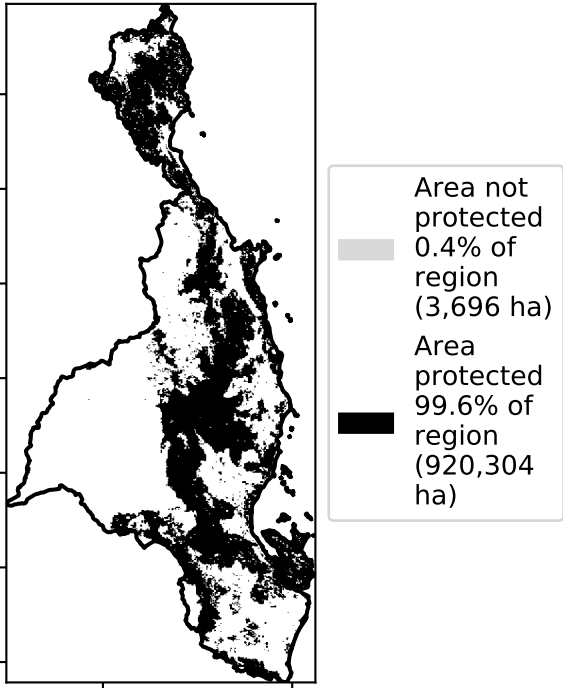 Area not
protected
0.4% of
region
(3,696 ha)
Area
protected
99.6% of
region
(920,304
ha)